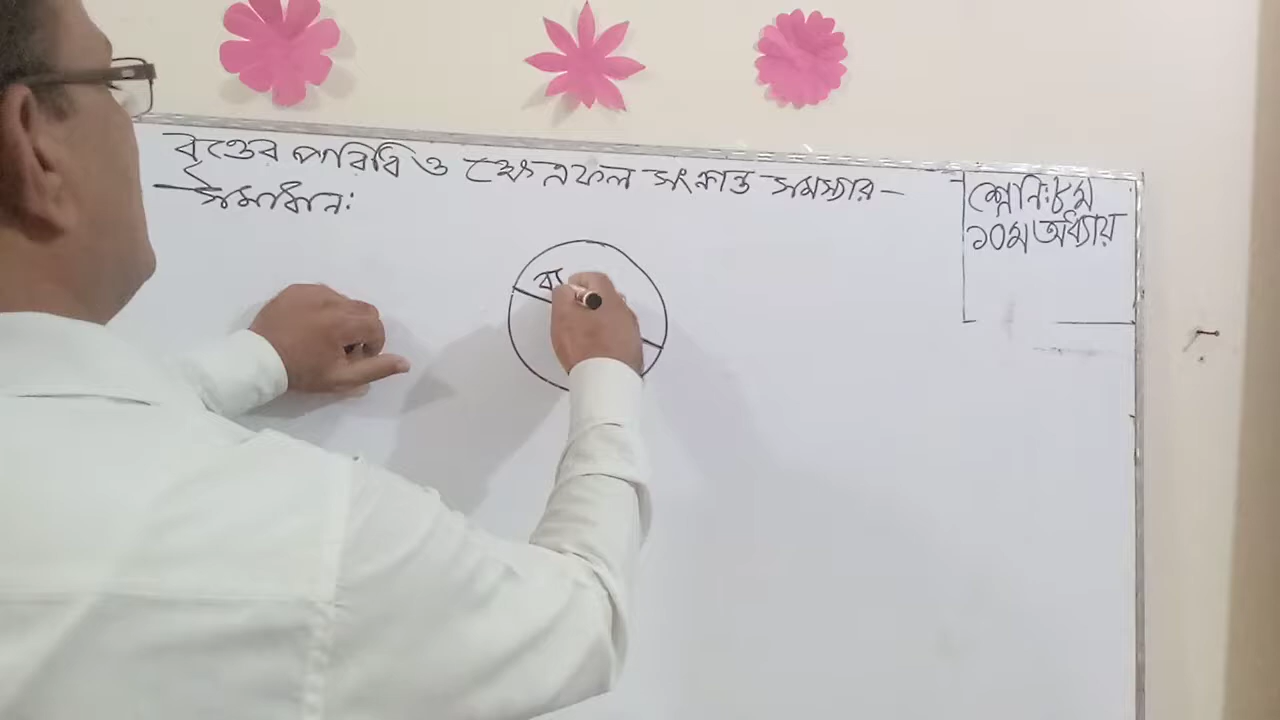 বৃত্তের পরিধি ও ক্ষেত্রফল সংক্রান্ত সমস্যার -
সমাধান:
শ্রেনি: ৮ম
১০ম অধ্যায়